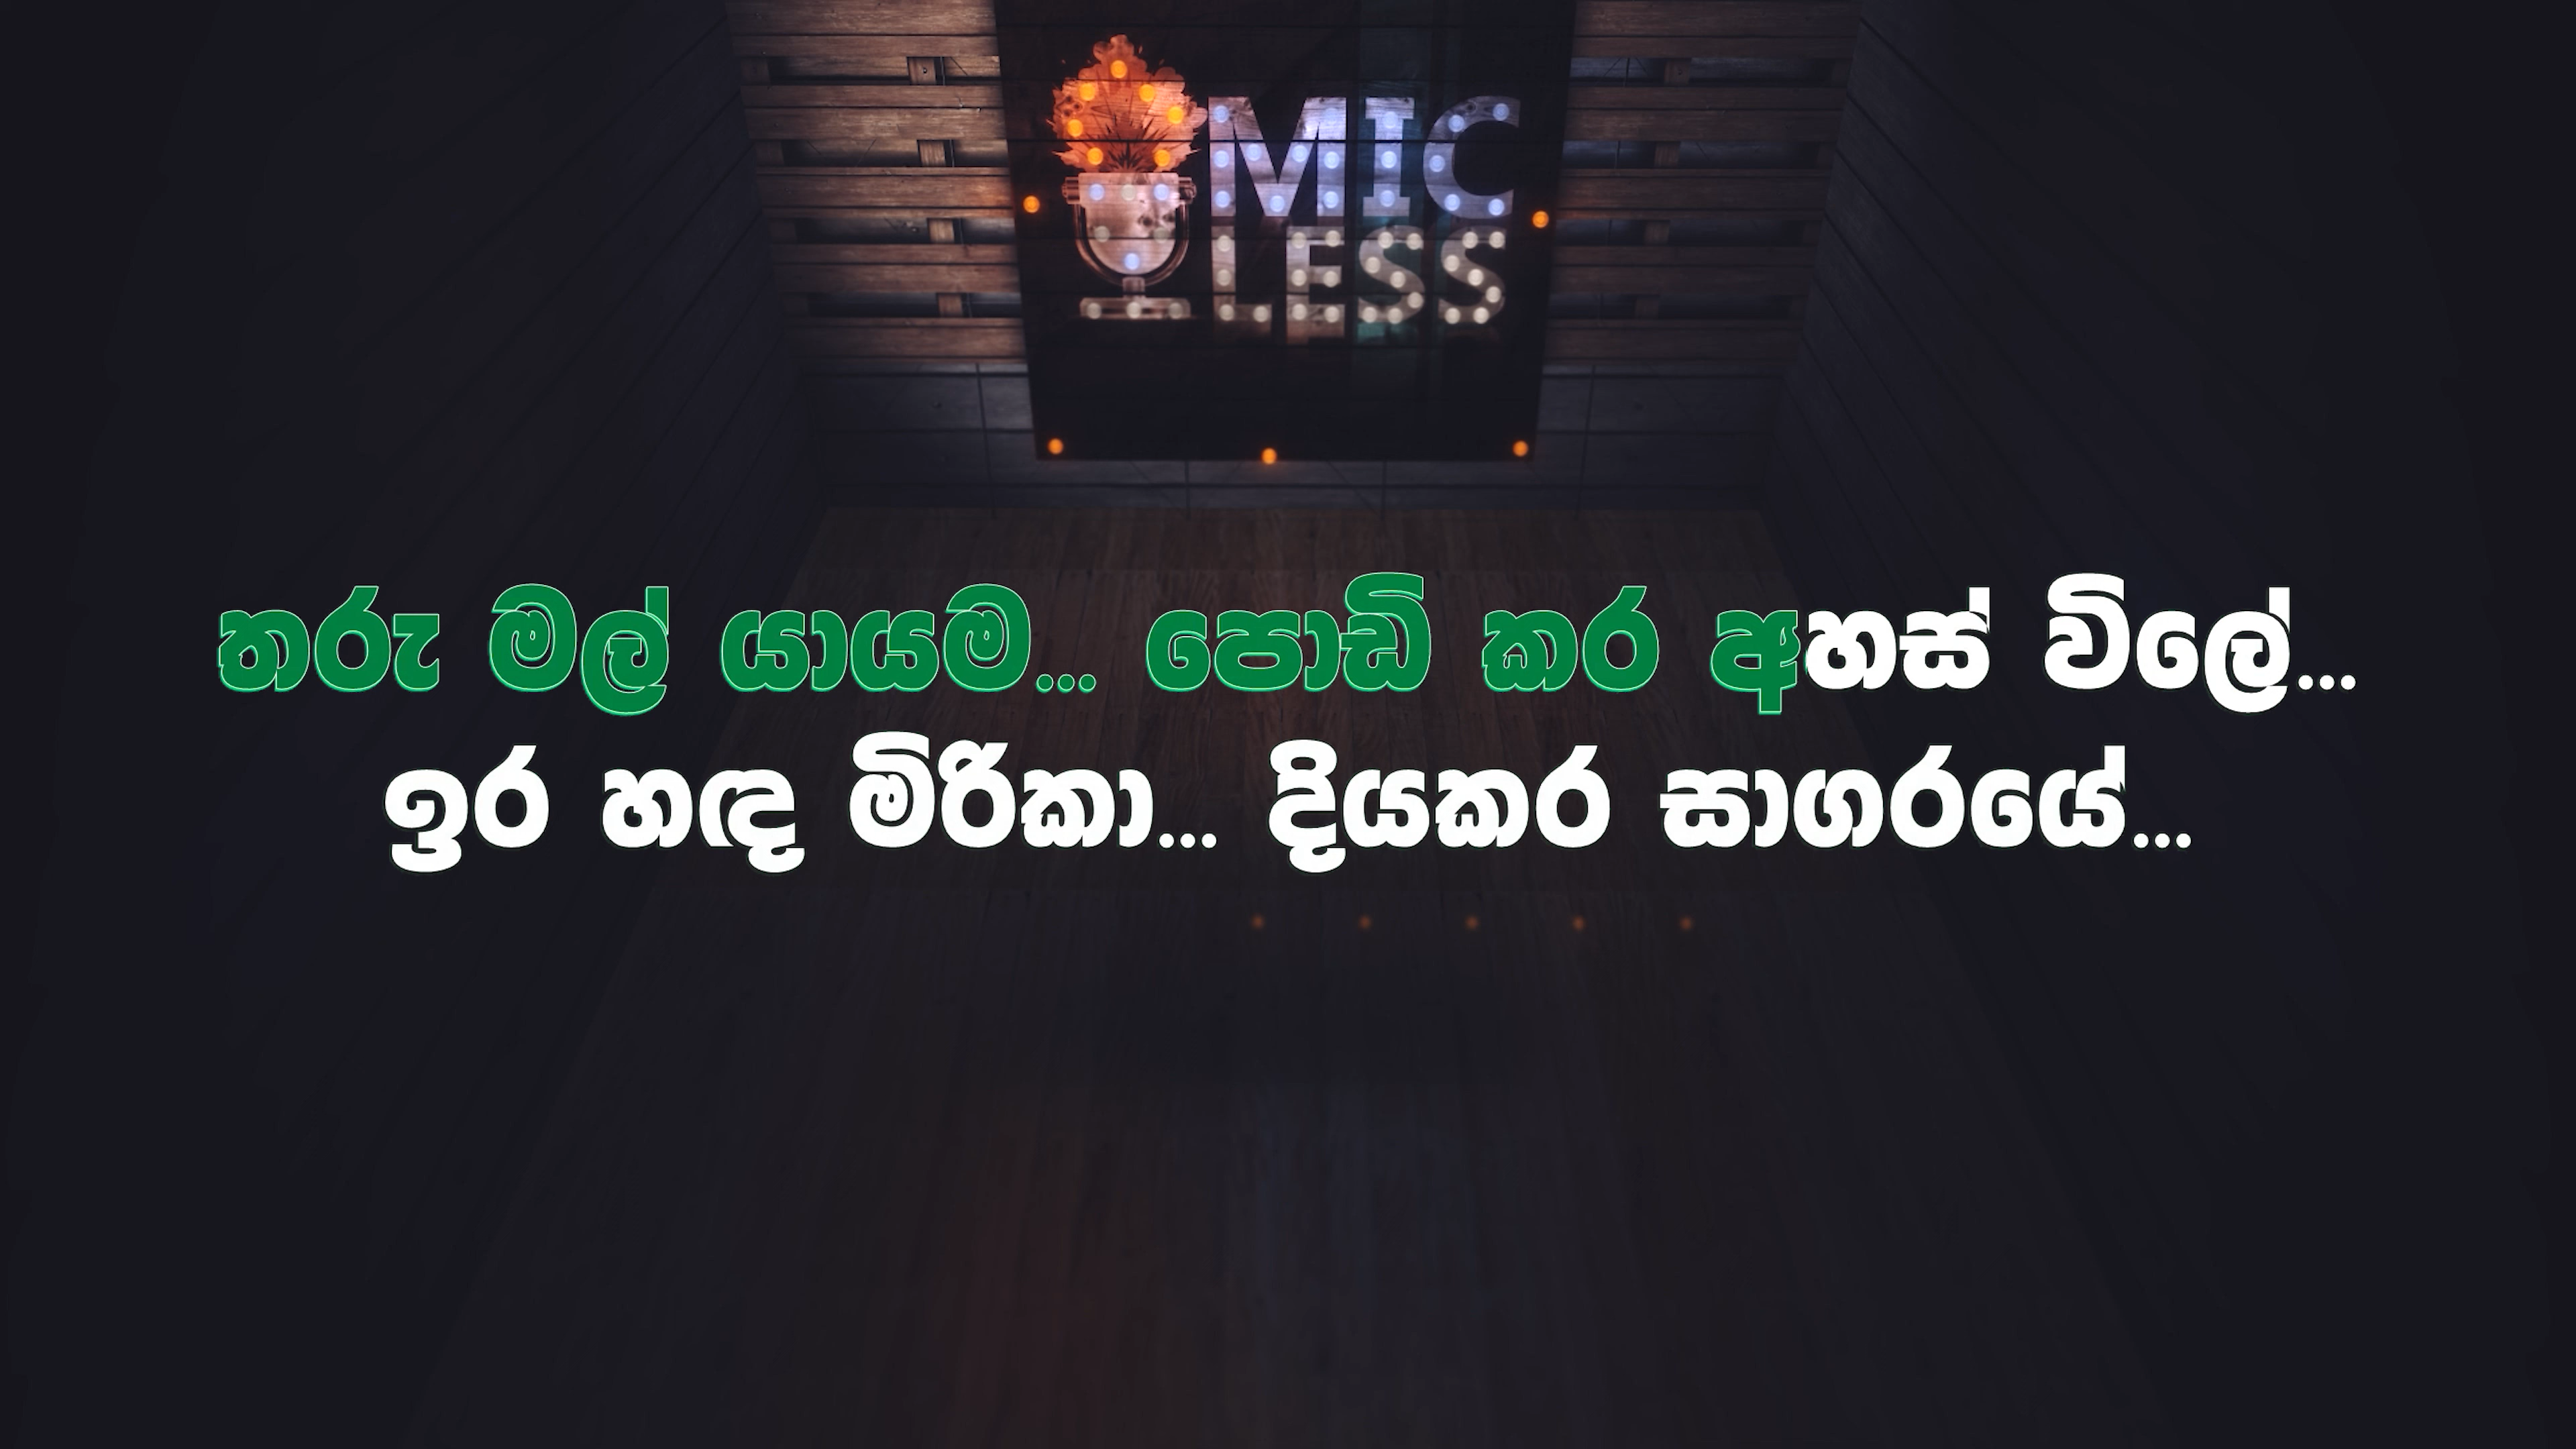 MIC
LESS
තරු මල් යායම... පොඩි කර අහස් විලේ...
ඉර හඳ මිරිකා... දියකර සාගරයේ...